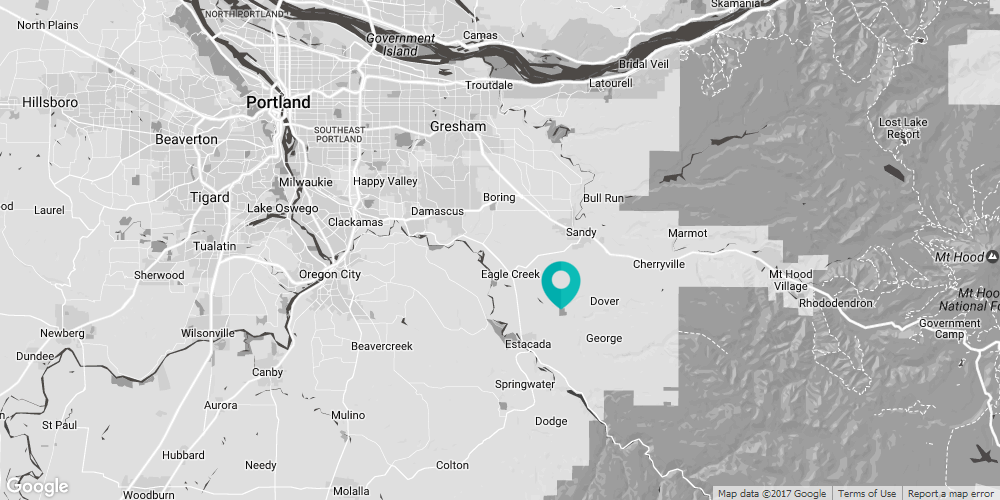 Skamania
NORTH PORTLAND
North Plains
Camas
Government
Island
Bridal Veil
Troutdale
Latourell
Hillsboro
Portland
SOUTHEAST
PORTLAND
Gresham
Lost Lake
Resort
Beaverton
Milwaukie
Happy Valley
Tigard
Boring
Bull Run
ood
Laurel
Lake Oswego
Damascus
Clackamas
Sandy
Marmot
Tualatin
Mt Hood
Sherwood
Oregon City
Eagle Creek
Cherryville
Mt Hood
Village
Rhododendron
Mt Hoo
National Fo
Dover
Newberg
Wilsonville
Government
Camp
George
Dundee
Beavercreek
Estacada
Canby
Springwater
Aurora
Mulino
Dodge
St Paul
Hubbard
Needy
Colton
Woodburn
Molalla
Google
Map data ©2017 Google
Terms of Use
Report a map error